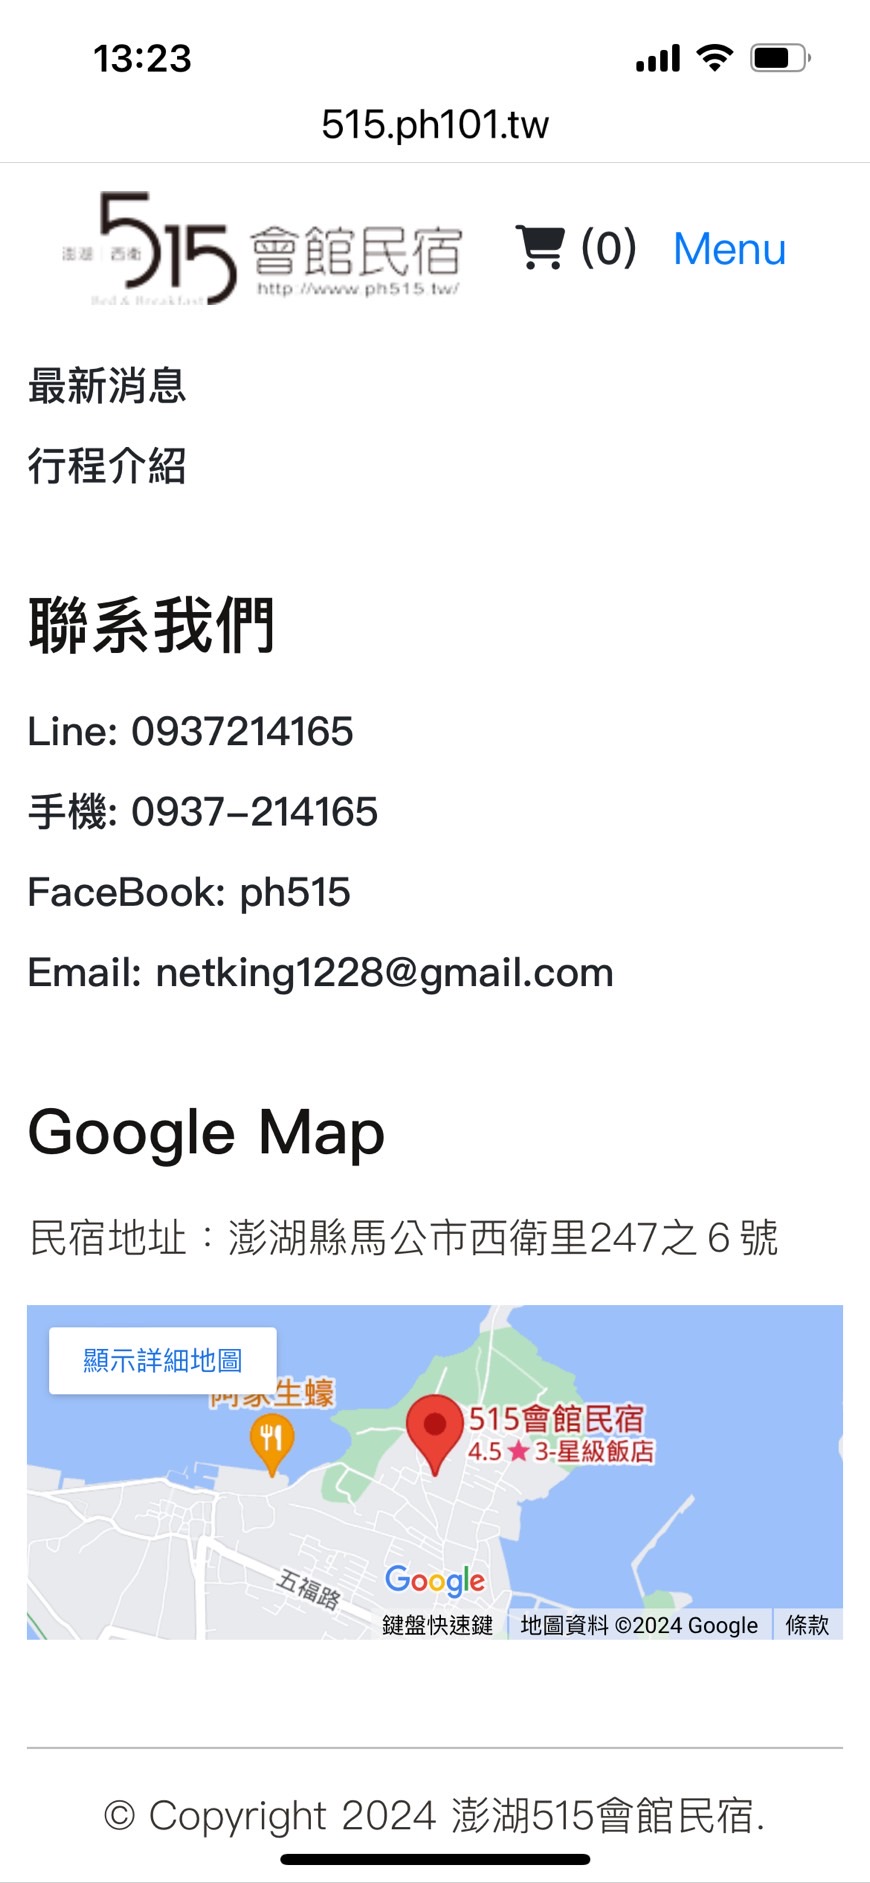 13:23
515.ph101.tw
澎湖 西衛 515 會館民宿
Bed & Breakfast http://www.ph515.tw/
(0) Menu
最新消息
行程介紹
聯系我們
Line: 0937214165
手機: 0937-214165
FaceBook: ph515
Email: netking1228@gmail.com
Google Map
民宿地址：澎湖縣馬公市西衛里247之６號
顯示詳細地圖
阿家生蠔
515會館民宿
4.5★3-星級飯店
五福路
Google
鍵盤快速鍵 地圖資料 ©2024 Google 條款
© Copyright 2024 澎湖515會館民宿.